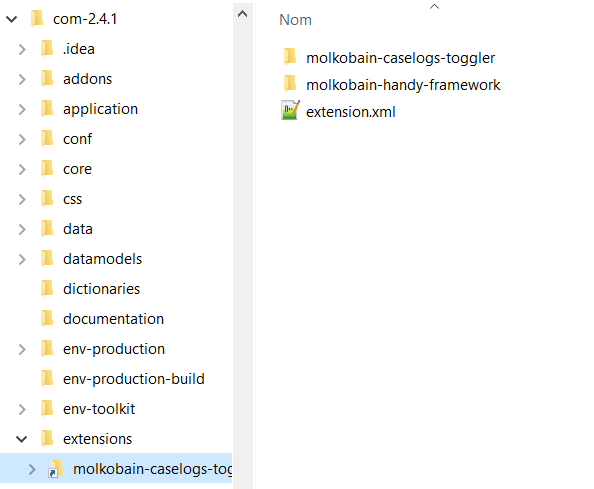 com-2.4.1
.idea
addons
application
conf
core
css
data
datamodels
dictionaries
documentation
env-production
env-production-build
env-toolkit
extensions
molkobain-caselogs-tog
Nom
molkobain-caselogs-toggler
molkobain-handy-framework
extension.xml